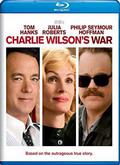 TOM HANKS
JULIA ROBERTS
PHILIP SEYMOUR HOFFMAN
CHARLIE WILSON'S WAR
Based on the outrageous true story.